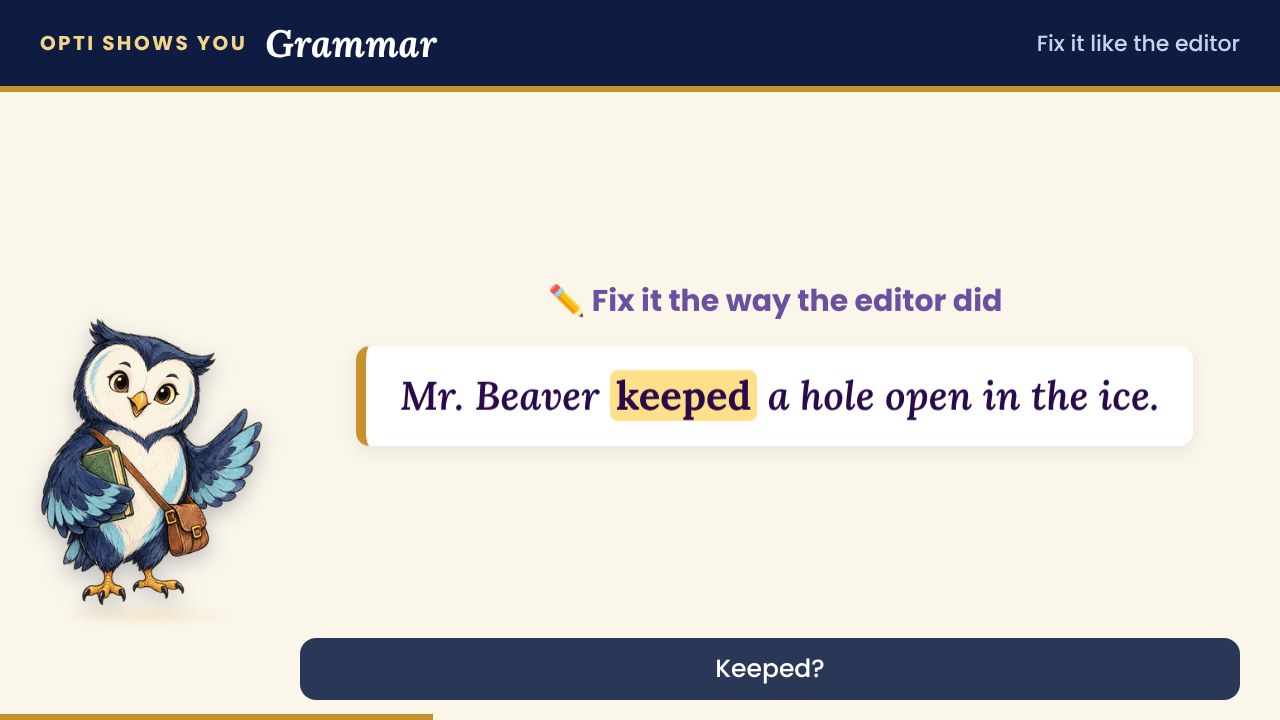 OPTI SHOWS YOU Grammar
Fix it like the editor
✏️ Fix it the way the editor did
Mr. Beaver keeped a hole open in the ice.
Keeped?